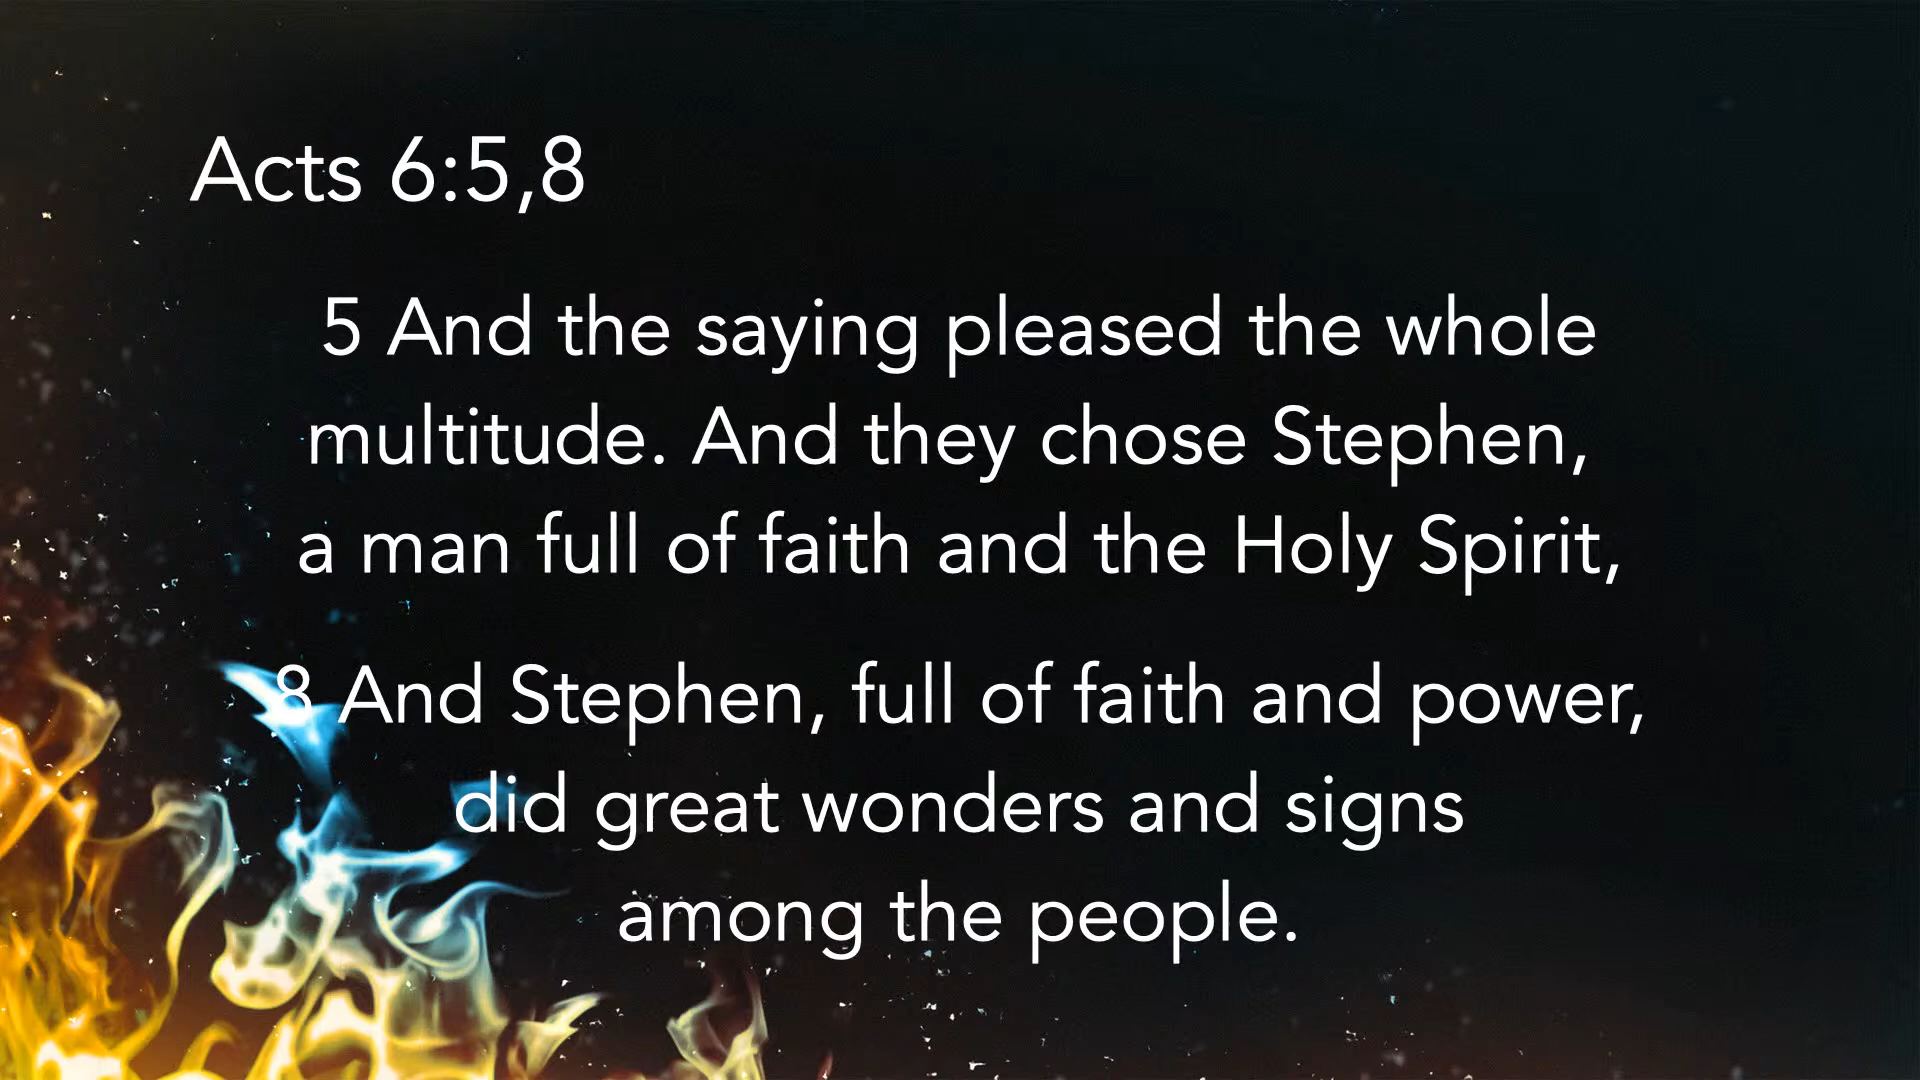 Acts 6:5,8
5 And the saying pleased the whole
multitude. And they chose Stephen,
a man full of faith and the Holy Spirit,
8 And Stephen, full of faith and power,
did great wonders and signs
among the people.